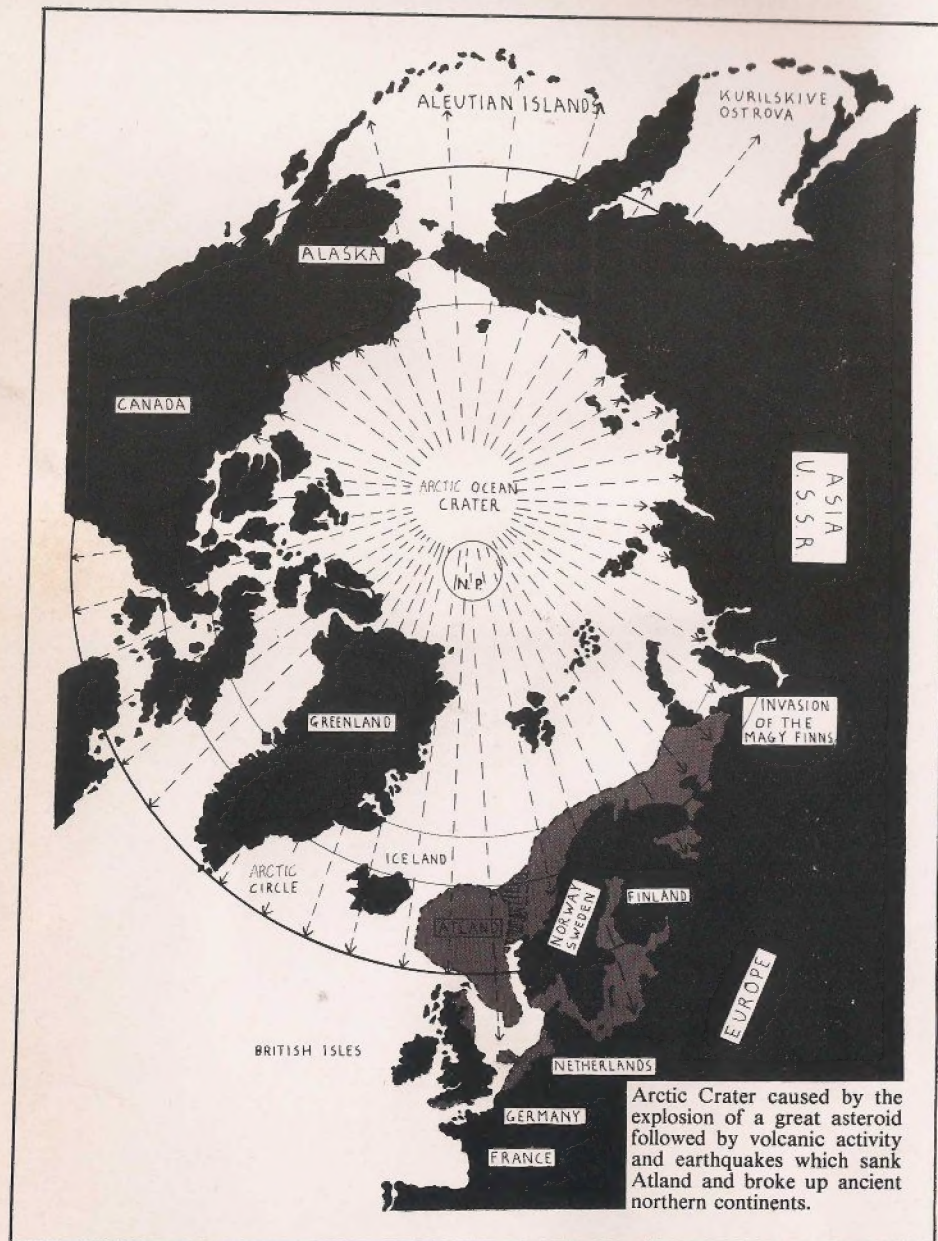 ALEUTIAN ISLANDS
KURILSKIVE
OSTROVA
ALASKA
CANADA
ARCTIC OCEAN
CRATER
N.P.
ASIA
U.S.S.R
GREENLAND
INVASION
OF THE
MAGY FINNS
ICELAND
ARCTIC
CIRCLE
ATLAND
NORWAY
SWEDEN
FINLAND
EUROPE
BRITISH ISLES
NETHERLANDS
GERMANY
FRANCE
Arctic Crater caused by the
explosion of a great asteroid
followed by volcanic activity
and earthquakes which sank
Atland and broke up ancient
northern continents.